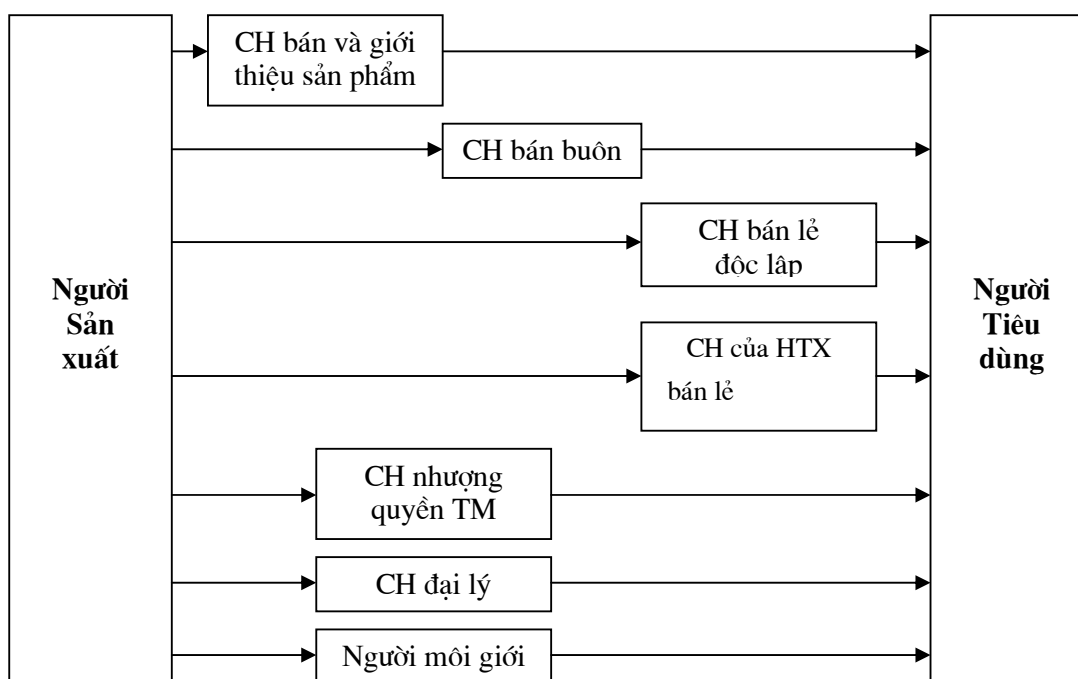 CH bán và giới
thiệu sản phẩm
CH bán buôn
CH bán lẻ
độc lâp
Người
Sản
xuất
Người
Tiêu
dùng
CH của HTX
bán lẻ
CH nhượng
quyền TM
CH đại lý
Người môi giới